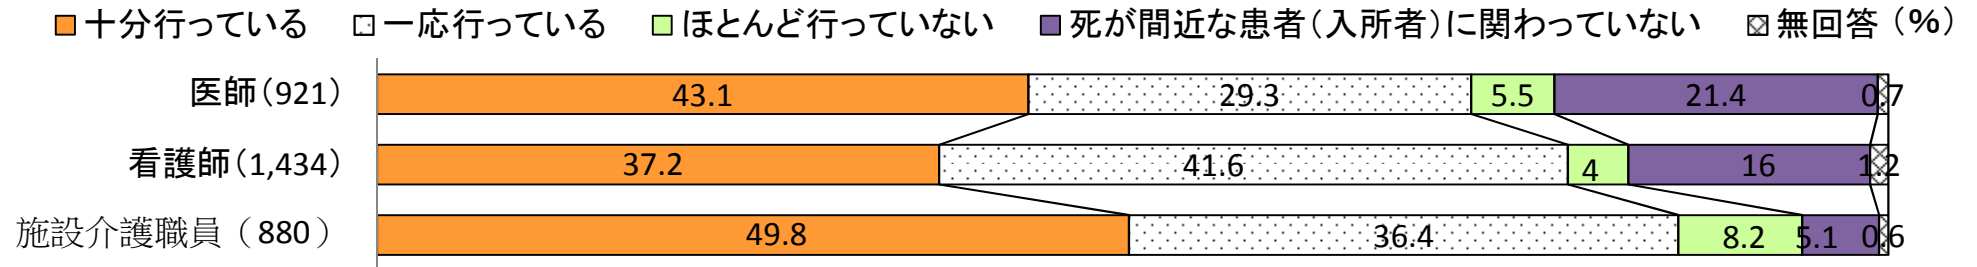 十分行っている 一応行っている ほとんど行っていない 死が間近な患者(入所者)に関わっていない 無回答 (%)
医師(921) 43.1 29.3 5.5 21.4 0.7
看護師(1,434) 37.2 41.6 4 16 1.2
施設介護職員(880) 49.8 36.4 8.2 5.1 0.6